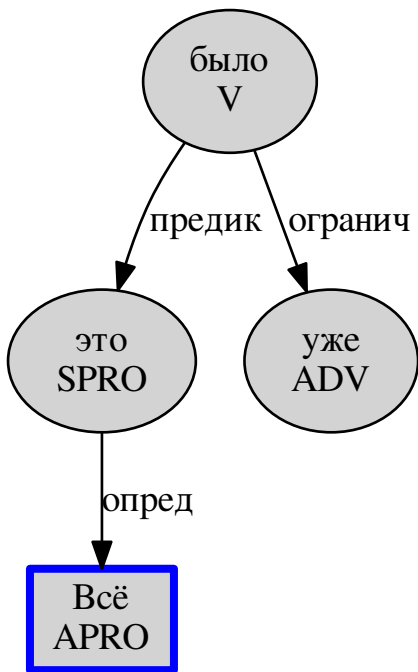 было
V
предик огранич
это
SPRO
уже
ADV
опред
Всё
APRO